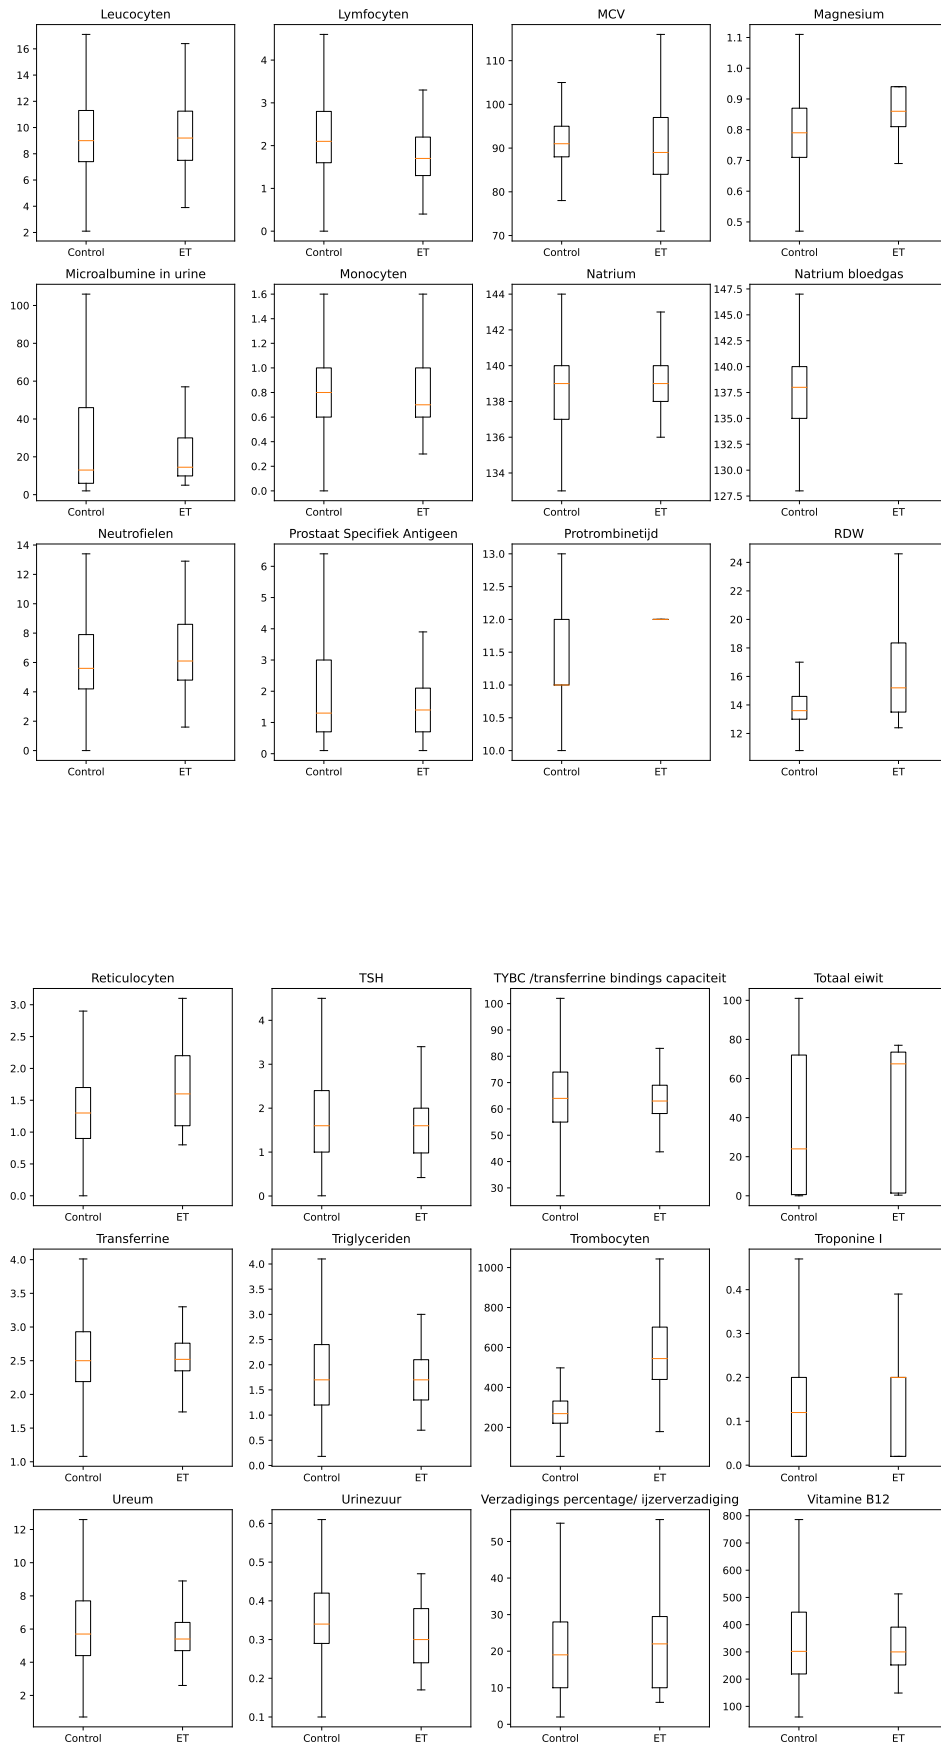 Leucocyten
Lymfocyten
MCV
Magnesium
16
14
12
10
8
6
4
2
Control
ET
4
3
2
1
0
Control
ET
110
100
90
80
70
Control
ET
1.1
1.0
0.9
0.8
0.7
0.6
0.5
Control
ET
Microalbumine in urine
Monocyten
Natrium
Natrium bloedgas
100
80
60
40
20
0
Control
ET
1.6
1.4
1.2
1.0
0.8
0.6
0.4
0.2
0.0
Control
ET
144
142
140
138
136
134
Control
ET
147.5
145.0
142.5
140.0
137.5
135.0
132.5
130.0
127.5
Control
ET
Neutrofielen
Prostaat Specifiek Antigeen
Protrombinetijd
RDW
14
12
10
8
6
4
2
0
Control
ET
6
5
4
3
2
1
0
Control
ET
13.0
12.5
12.0
11.5
11.0
10.5
10.0
Control
ET
24
22
20
18
16
14
12
Control
ET
Reticulocyten
TSH
TYBC /transferrine bindings capaciteit
Totaal eiwit
3.0
2.5
2.0
1.5
1.0
0.5
0.0
Control
ET
4
3
2
1
0
Control
ET
100
90
80
70
60
50
40
30
Control
ET
100
80
60
40
20
0
Control
ET
Transferrine
Triglyceriden
Trombocyten
Troponine I
4.0
3.5
3.0
2.5
2.0
1.5
1.0
Control
ET
4.0
3.5
3.0
2.5
2.0
1.5
1.0
0.5
0.0
Control
ET
1000
800
600
400
200
Control
ET
0.4
0.3
0.2
0.1
0.0
Control
ET
Ureum
Urinezuur
Verzadigings percentage/ ijzerverzadiging
Vitamine B12
12
10
8
6
4
2
Control
ET
0.6
0.5
0.4
0.3
0.2
0.1
Control
ET
50
40
30
20
10
0
Control
ET
800
700
600
500
400
300
200
100
Control
ET